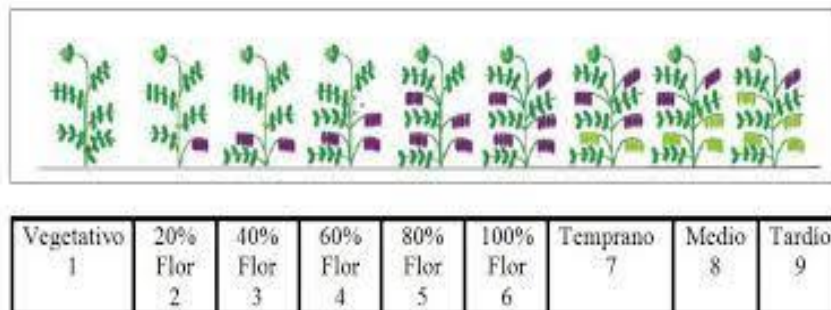 Vegetativo 20% 40% 60% 80% 100% Temprano Medio Tardío
1 Flor Flor Flor Flor Flor 7 8 9
2 3 4 5 6